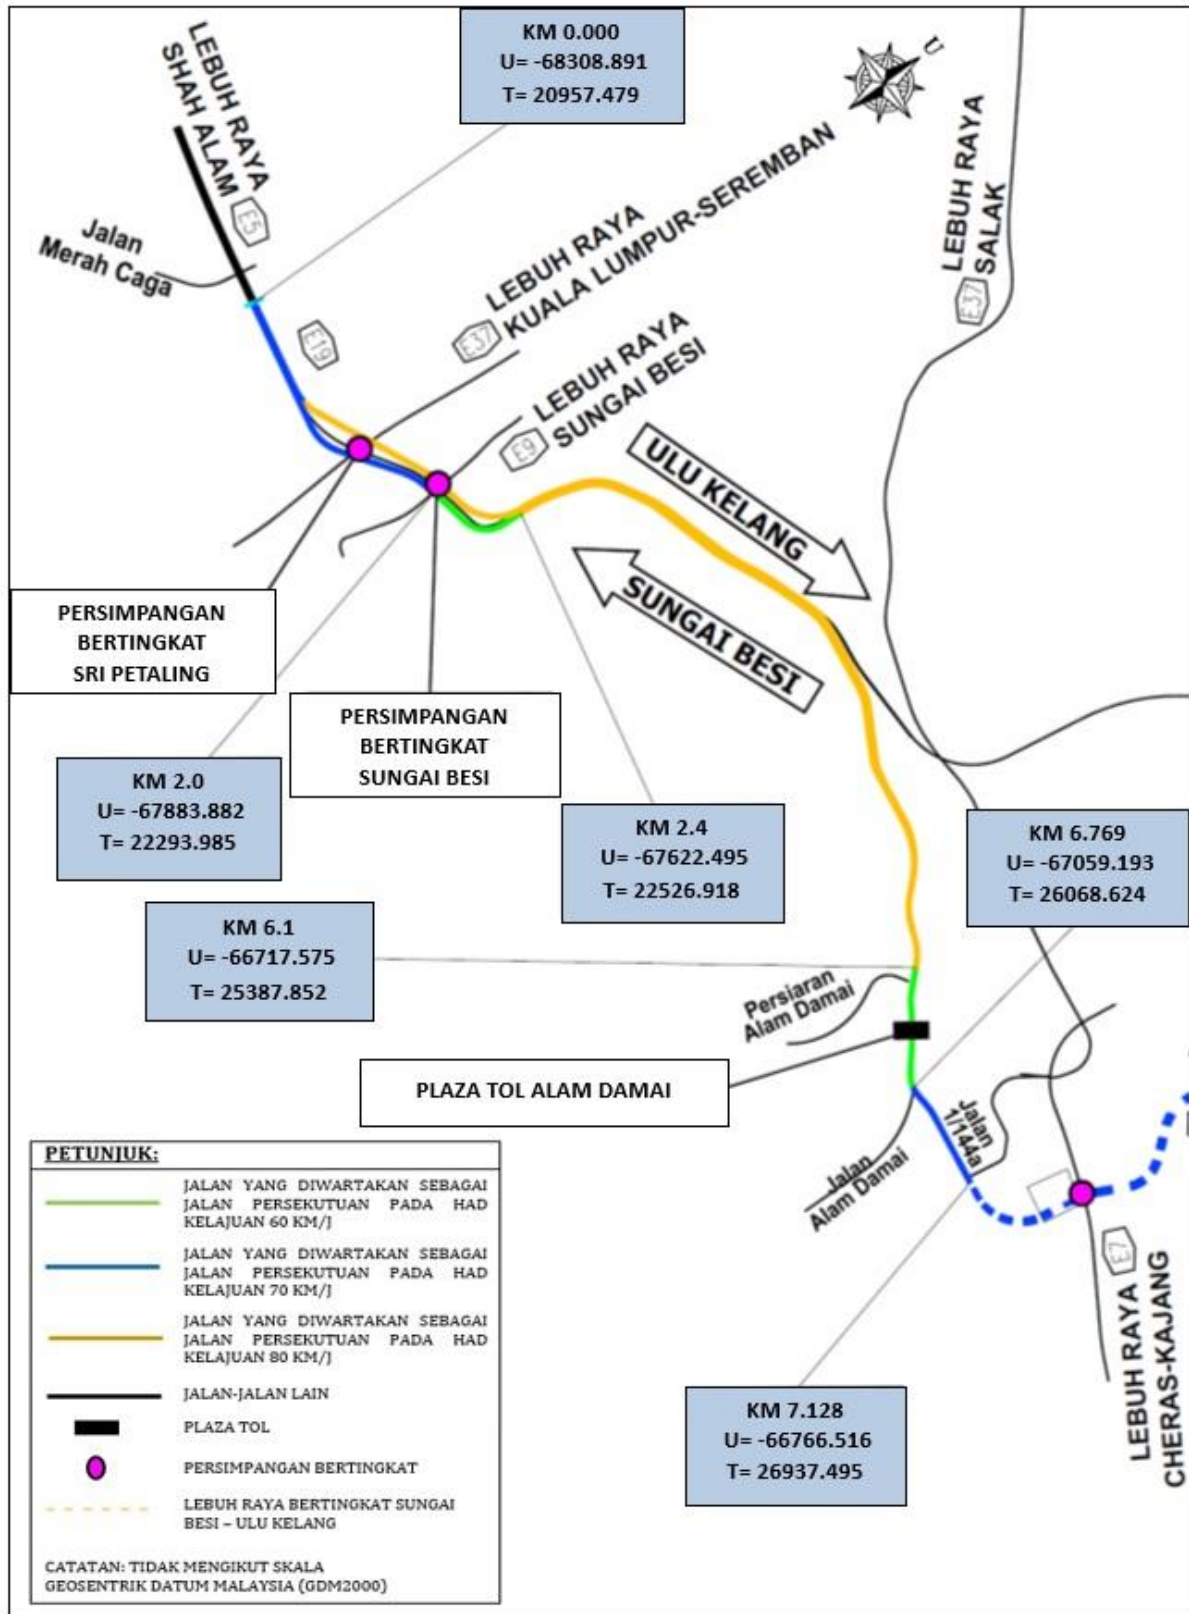 KM 0.000
U= -68308.891
T= 20957.479
U
LEBUH RAYA
SHAH ALAM
E5
Jalan
Merah Caga
E19
LEBUH RAYA
KUALA LUMPUR-SEREMBAN
E37
LEBUH RAYA
SUNGAI BESI
E9
LEBUH RAYA
SALAK
E37
ULU KELANG
SUNGAI BESI
PERSIMPANGAN
BERTINGKAT
SRI PETALING
PERSIMPANGAN
BERTINGKAT
SUNGAI BESI
KM 2.0
U= -67883.882
T= 22293.985
KM 2.4
U= -67622.495
T= 22526.918
KM 6.769
U= -67059.193
T= 26068.624
KM 6.1
U= -66717.575
T= 25387.852
Persiaran
Alam Damai
PLAZA TOL ALAM DAMAI
Jalan
1/144a
Jalan
Alam Damai
E7
LEBUH RAYA
CHERAS-KAJANG
KM 7.128
U= -66766.516
T= 26937.495
PETUNJUK:
JALAN YANG DIWARTAKAN SEBAGAI
JALAN PERSEKUTUAN PADA HAD
KELAJUAN 60 KM/J
JALAN YANG DIWARTAKAN SEBAGAI
JALAN PERSEKUTUAN PADA HAD
KELAJUAN 70 KM/J
JALAN YANG DIWARTAKAN SEBAGAI
JALAN PERSEKUTUAN PADA HAD
KELAJUAN 80 KM/J
JALAN-JALAN LAIN
PLAZA TOL
PERSIMPANGAN BERTINGKAT
LEBUH RAYA BERTINGKAT SUNGAI
BESI – ULU KELANG
CATATAN: TIDAK MENGIKUT SKALA
GEOSENTRIK DATUM MALAYSIA (GDM2000)